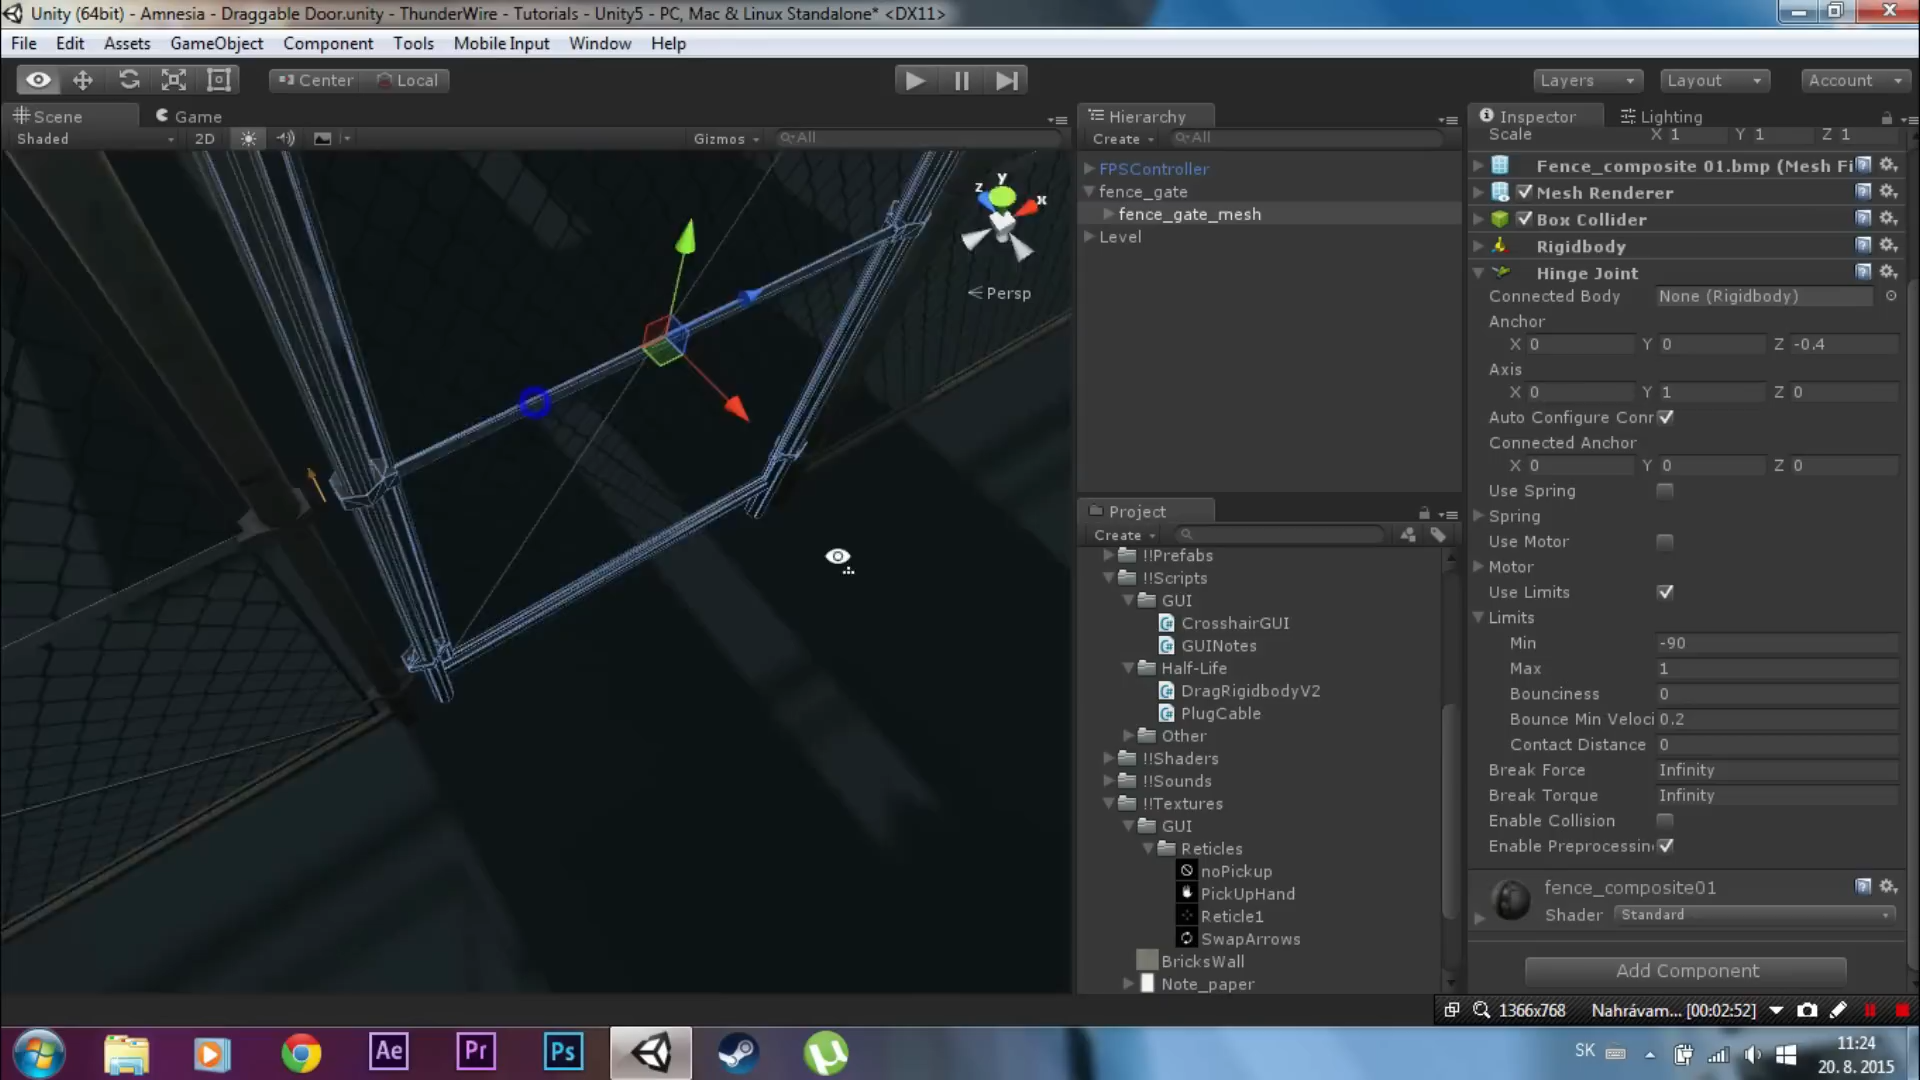 Unity (64bit) - Amnesia - Draggable Door.unity - ThunderWire - Tutorials - Unity5 - PC, Mac & Linux Standalone* <DX11>
File Edit Assets GameObject Component Tools Mobile Input Window Help
Center Local Layers Layout Account
Scene Game Hierarchy Inspector Lighting
Shaded 2D Gizmos All Create All
Scale X 1 Y 1 Z 1
FPSController
fence_gate
fence_gate_mesh
Level
y
z
x
Persp
Fence_composite 01.bmp (Mesh Fi
Mesh Renderer
Box Collider
Rigidbody
Hinge Joint
Connected Body None (Rigidbody)
Anchor
X 0 Y 0 Z -0.4
Axis
X 0 Y 1 Z 0
Auto Configure Conr
Connected Anchor
X 0 Y 0 Z 0
Use Spring
Spring
Use Motor
Motor
Use Limits
Limits
Min -90
Max 1
Bounciness 0
Bounce Min Veloci 0.2
Contact Distance 0
Break Force Infinity
Break Torque Infinity
Enable Collision
Enable Preprocessin
fence_composite01
Shader Standard
Add Component
Project
Create
!!Prefabs
!!Scripts
GUI
CrosshairGUI
GUINotes
Half-Life
DragRigidbodyV2
PlugCable
Other
!!Shaders
!!Sounds
!!Textures
GUI
Reticles
noPickup
PickUpHand
Reticle1
SwapArrows
BricksWall
Note_paper
1366x768 Nahrávam... [00:02:52]
Ae Pr Ps
SK
11:24
20. 8. 2015